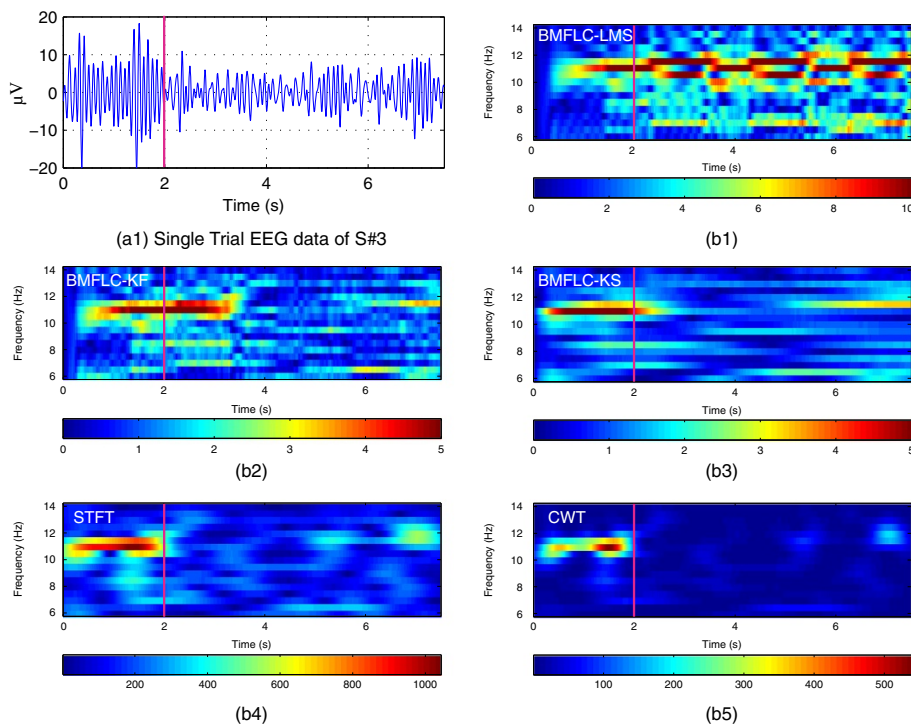 20
10
0
−10
−20
μV
0 2 4 6
Time (s)
(a1) Single Trial EEG data of S#3
BMFLC-LMS
14
12
10
8
6
Frequency (Hz)
0 2 4 6
Time (s)
0 2 4 6 8 10
(b1)
BMFLC-KF
14
12
10
8
6
Frequency (Hz)
0 2 4 6
Time (s)
0 1 2 3 4 5
(b2)
BMFLC-KS
14
12
10
8
6
Frequency (Hz)
0 2 4 6
Time (s)
0 1 2 3 4 5
(b3)
STFT
14
12
10
8
6
Frequency (Hz)
0 2 4 6
Time (s)
200 400 600 800 1000
(b4)
CWT
14
12
10
8
6
Frequency (Hz)
0 2 4 6
Time (s)
100 200 300 400 500
(b5)